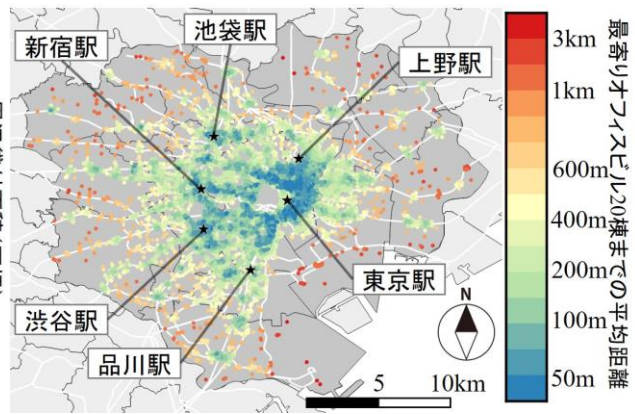 池袋駅
新宿駅
上野駅
東京駅
渋谷駅
品川駅
N
5
10km
3km
1km
600m
400m
200m
100m
50m
最寄りオフィスビル20棟までの平均距離